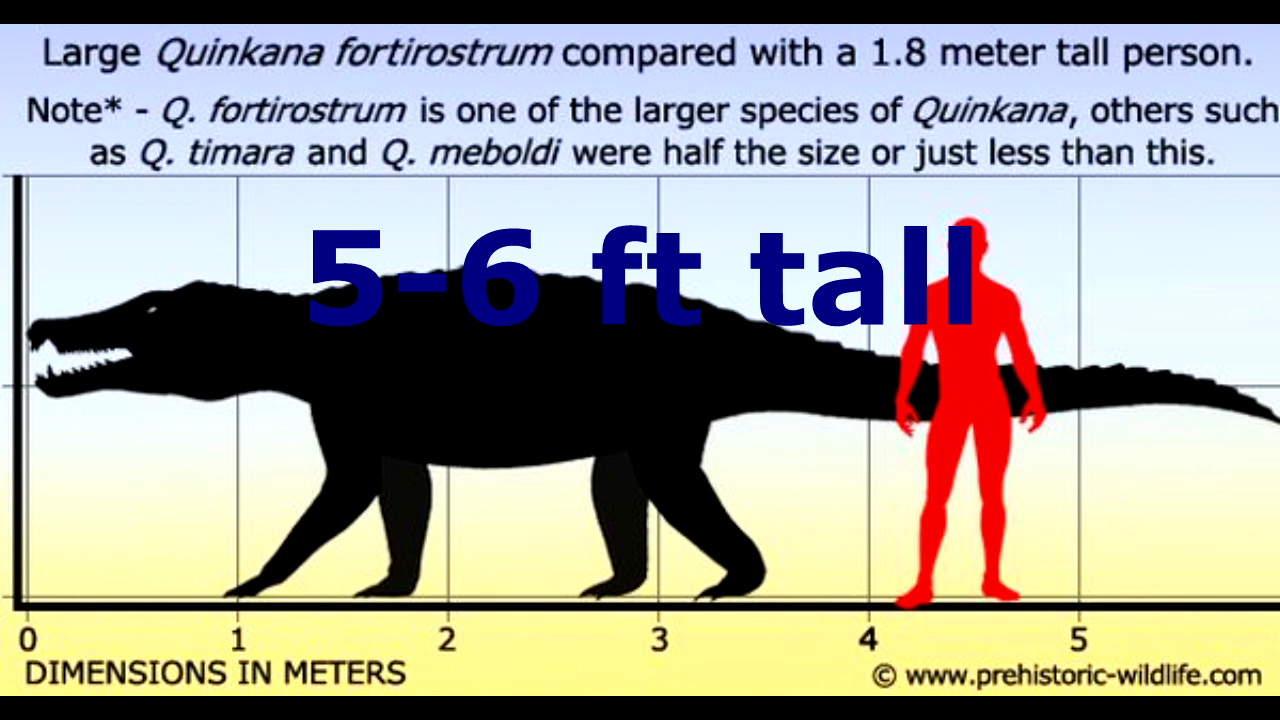 Large Quinkana fortirostrum compared with a 1.8 meter tall person.
Note* - Q. fortirostrum is one of the larger species of Quinkana, others such
as Q. timara and Q. meboldi were half the size or just less than this.
5-6 ft tall
0 1 2 3 4 5
DIMENSIONS IN METERS © www.prehistoric-wildlife.com